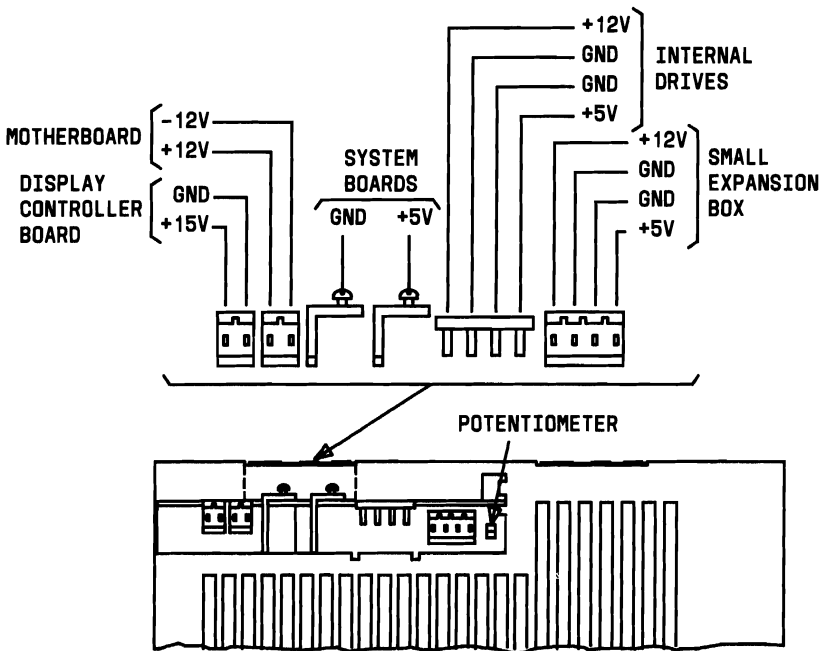 +12V
GND
GND
+5V
INTERNAL
DRIVES
-12V
+12V
MOTHERBOARD
GND
+15V
DISPLAY
CONTROLLER
BOARD
SYSTEM
BOARDS
GND +5V
+12V
GND
GND
+5V
SMALL
EXPANSION
BOX
POTENTIOMETER